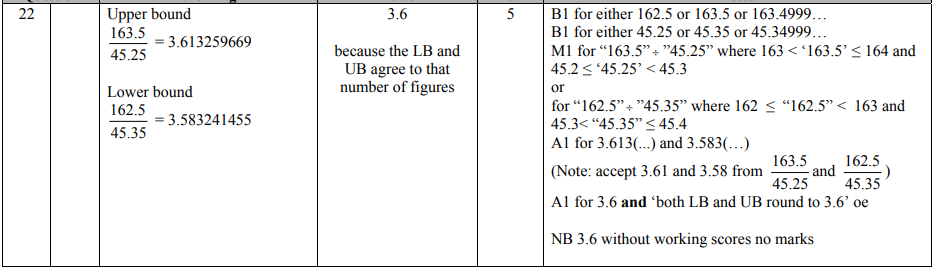 22
Upper bound
163.5
45.25
= 3.613259669
Lower bound
162.5
45.35
= 3.583241455
3.6
because the LB and
UB agree to that
number of figures
5
B1 for either 162.5 or 163.5 or 163.4999…
B1 for either 45.25 or 45.35 or 45.34999…
M1 for “163.5” ÷ ”45.25” where 163 < ‘163.5’ ≤ 164 and
45.2 ≤ ‘45.25’ < 45.3
or
for “162.5” ÷ ”45.35” where 162 ≤ “162.5” < 163 and
45.3< “45.35” ≤ 45.4
A1 for 3.613(...) and 3.583(…)
(Note: accept 3.61 and 3.58 from 163.5/45.25 and 162.5/45.35 )
A1 for 3.6 and ‘both LB and UB round to 3.6’ oe
NB 3.6 without working scores no marks